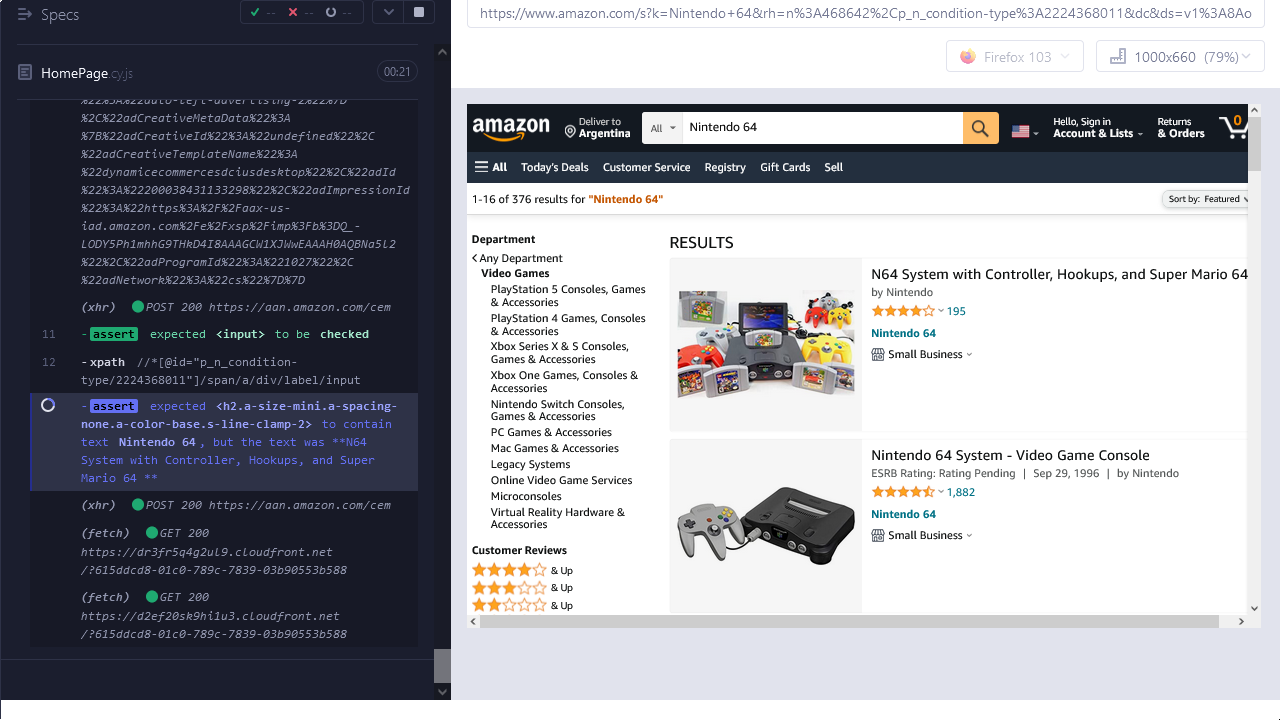 Specs
-- -- --
HomePage.cy.js
00:21
%22%3A%22auto-left-advertising-2%22%7D
%2C%22adCreativeMetaData%22%3A
%7B%22adCreativeId%22%3A%22undefined%22%2C
%22adCreativeTemplateName%22%3A
%22dynamicecommercesdciusdesktop%22%2C%22adId
%22%3A%22200038431133298%22%2C%22adImpressionId
%22%3A%22https%3A%2F%2Faax-us-
iad.amazon.com%2Fe%2Fxsp%2Fimp%3Fb%3DQ_-
LODY5Ph1mhhG9THkD4I8AAAGCW1XJWwEAAAH0AQBNa5l2
%22%2C%22adProgramId%22%3A%221027%22%2C
%22adNetwork%22%3A%22cs%22%7D%7D
(xhr) POST 200 https://aan.amazon.com/cem
11 -assert expected <input> to be checked
12 -xpath //*[@id="p_n_condition-
type/2224368011"]/span/a/div/label/input
-assert expected <h2.a-size-mini.a-spacing-
none.a-color-base.s-line-clamp-2> to contain
text Nintendo 64, but the text was **N64
System with Controller, Hookups, and Super
Mario 64 **
(xhr) POST 200 https://aan.amazon.com/cem
(fetch) GET 200
https://dr3fr5q4g2ul9.cloudfront.net
/?615ddcd8-01c0-789c-7839-03b90553b588
(fetch) GET 200
https://d2ef20sk9hi1u3.cloudfront.net
/?615ddcd8-01c0-789c-7839-03b90553b588
https://www.amazon.com/s?k=Nintendo+64&rh=n%3A468642%2Cp_n_condition-type%3A2224368011&dc&ds=v1%3A8Ao
Firefox 103
1000x660 (79%)
amazon
Deliver to
Argentina
All
Nintendo 64
Hello, Sign in
Account & Lists
Returns
& Orders
0
All Today's Deals Customer Service Registry Gift Cards Sell
1-16 of 376 results for "Nintendo 64"
Sort by: Featured
Department
Any Department
Video Games
PlayStation 5 Consoles, Games
& Accessories
PlayStation 4 Games, Consoles
& Accessories
Xbox Series X & S Consoles,
Games & Accessories
Xbox One Games, Consoles &
Accessories
Nintendo Switch Consoles,
Games & Accessories
PC Games & Accessories
Mac Games & Accessories
Legacy Systems
Online Video Game Services
Microconsoles
Virtual Reality Hardware &
Accessories
Customer Reviews
& Up
& Up
& Up
RESULTS
N64 System with Controller, Hookups, and Super Mario 64
by Nintendo
195
Nintendo 64
Small Business
Nintendo 64 System - Video Game Console
ESRB Rating: Rating Pending | Sep 29, 1996 | by Nintendo
1,882
Nintendo 64
Small Business